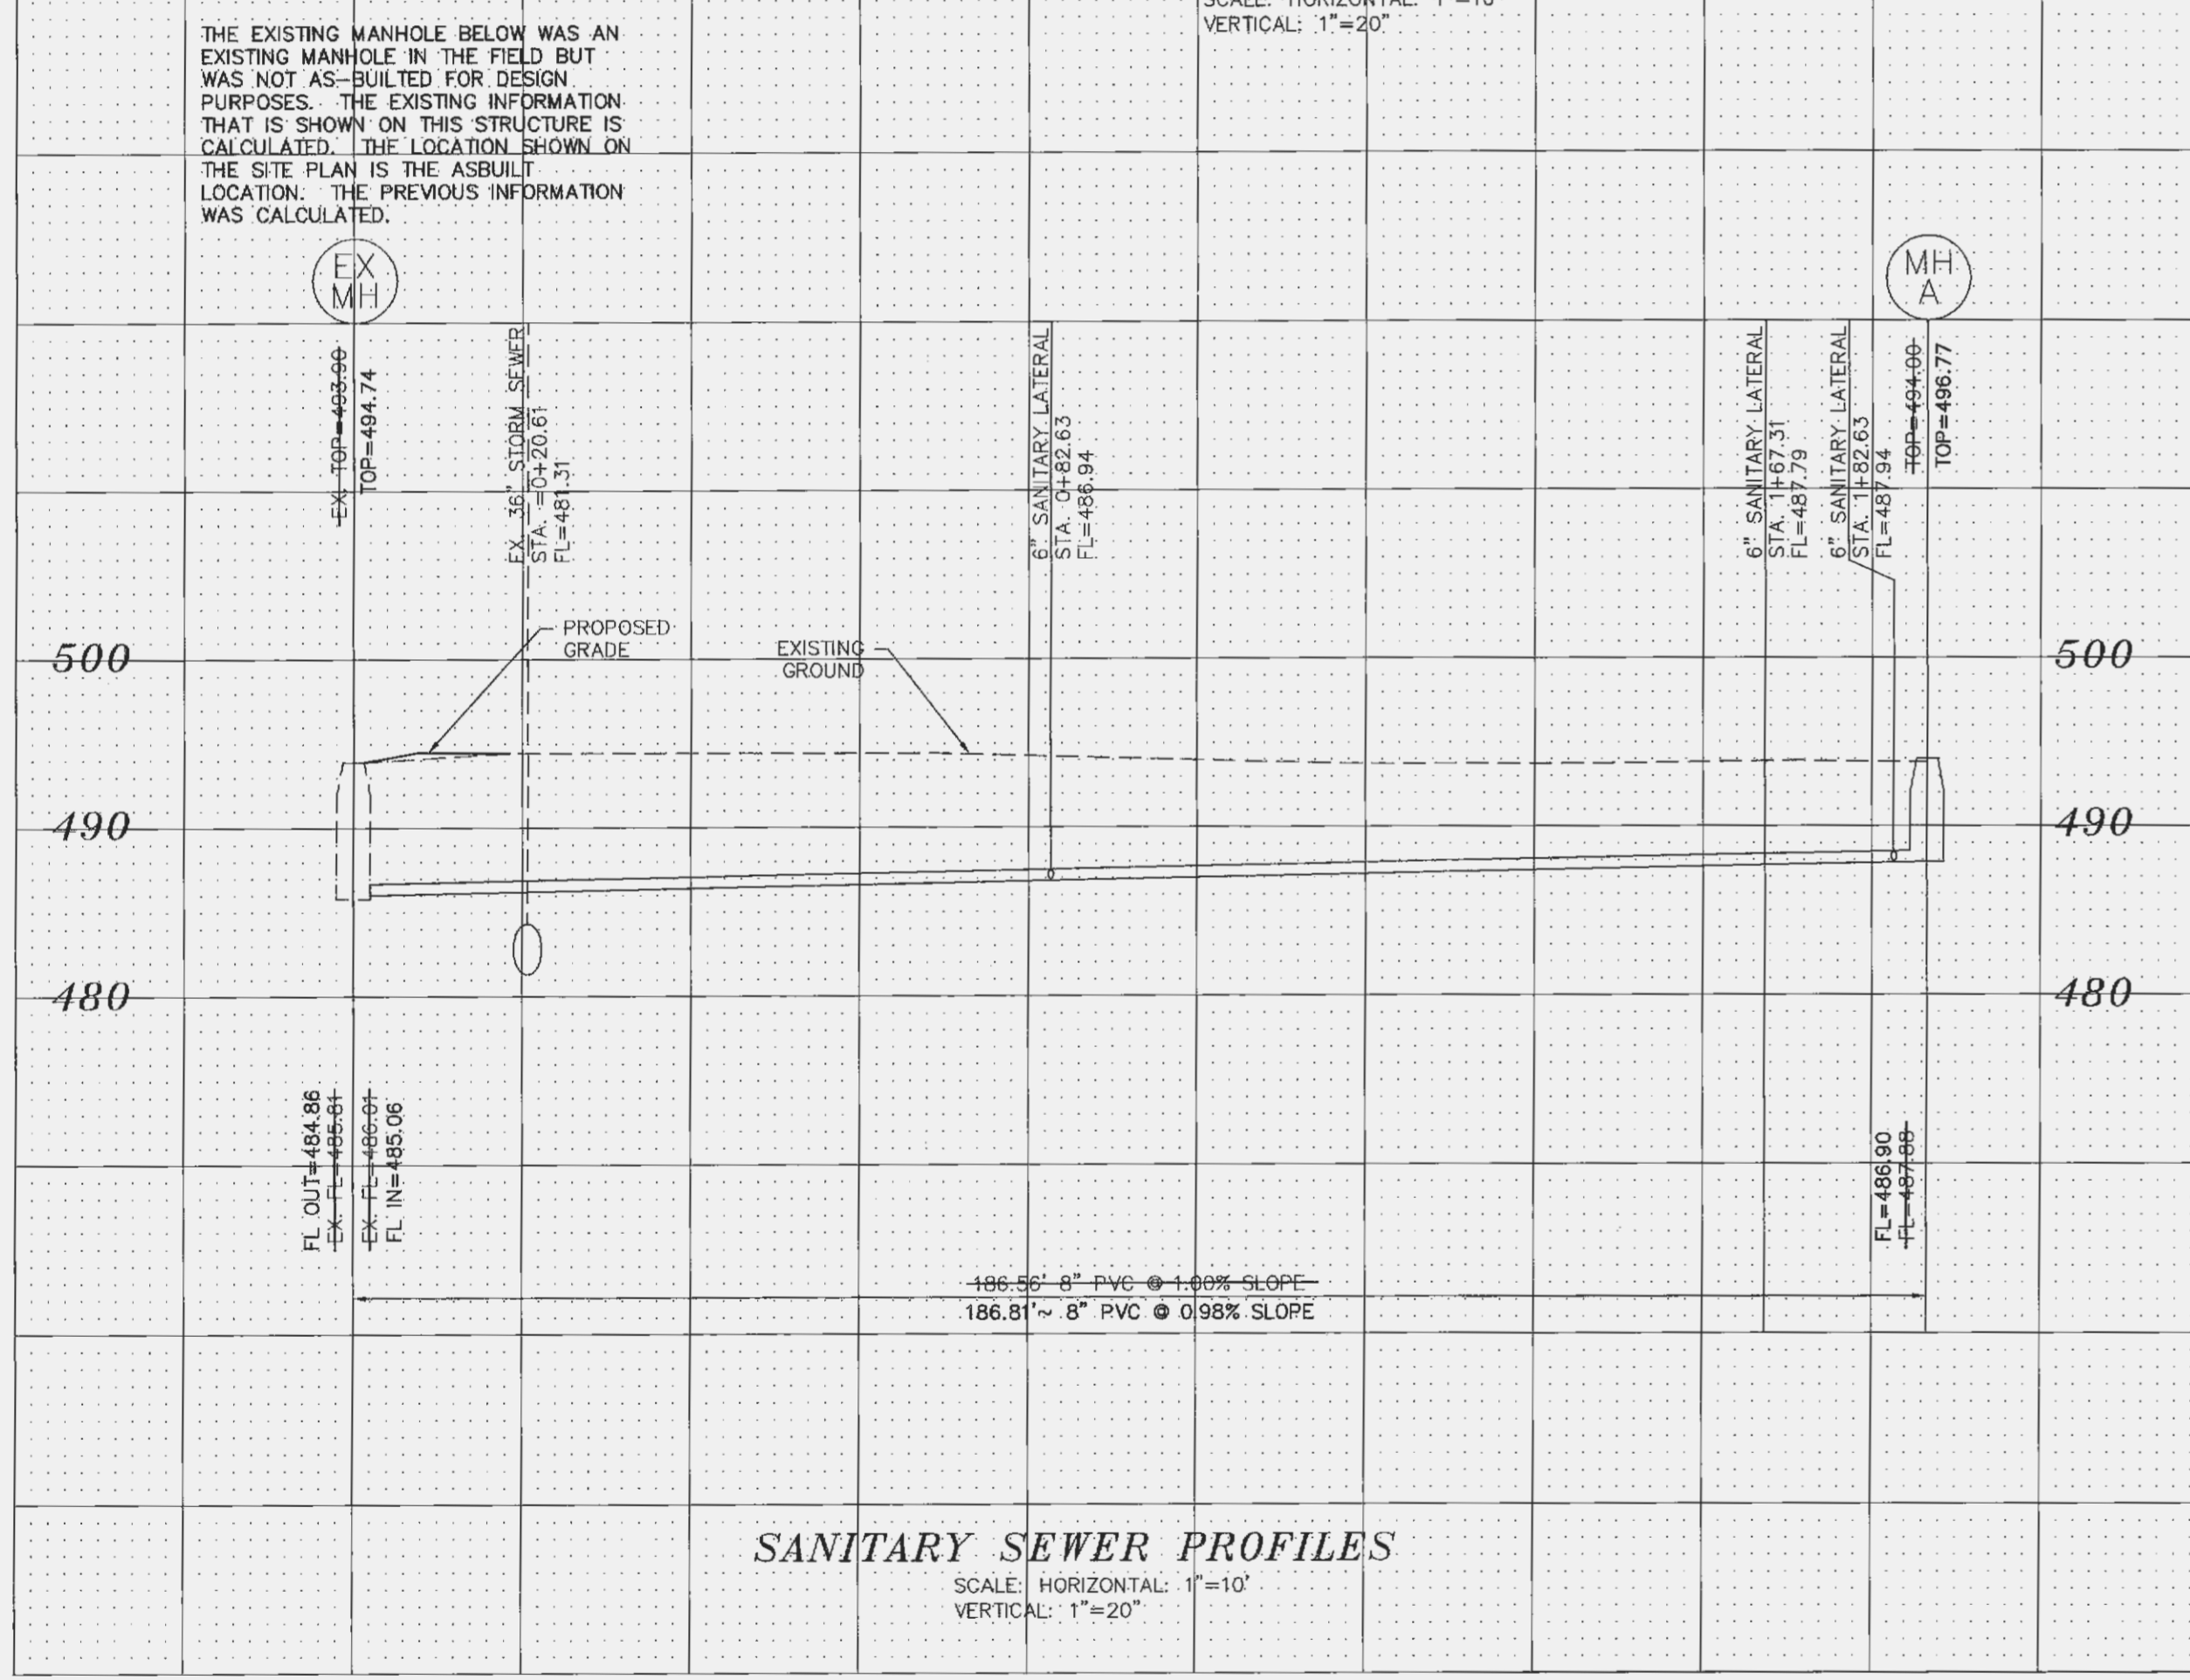 VERTICAL: 1"=20"
THE EXISTING MANHOLE BELOW WAS AN
EXISTING MANHOLE IN THE FIELD BUT
WAS NOT AS-BUILTED FOR DESIGN
PURPOSES. THE EXISTING INFORMATION
THAT IS SHOWN ON THIS STRUCTURE IS
CALCULATED. THE LOCATION SHOWN ON
THE SITE PLAN IS THE ASBUILT
LOCATION. THE PREVIOUS INFORMATION
WAS CALCULATED.
EX
MH
MH
A
EX. TOP=493.90
TOP=494.74
EX. 36" STORM SEWER
STA. =0+20.61
FL=481.31
6" SANITARY LATERAL
STA. 0+82.63
FL=486.94
6" SANITARY LATERAL
STA. 1+67.31
FL=487.79
6" SANITARY LATERAL
STA. 1+82.63
FL=487.94
TOP=494.00
TOP=496.77
PROPOSED
GRADE
EXISTING
GROUND
500
500
490
490
480
480
FL OUT=484.86
EX. FL=485.81
EX. FL=486.01
FL IN=485.06
FL=486.90
FL=487.88
186.56' 8" PVC @ 1.00% SLOPE
186.81'~ 8" PVC @ 0.98% SLOPE
SANITARY SEWER PROFILES
SCALE: HORIZONTAL: 1"=10'
VERTICAL: 1"=20"